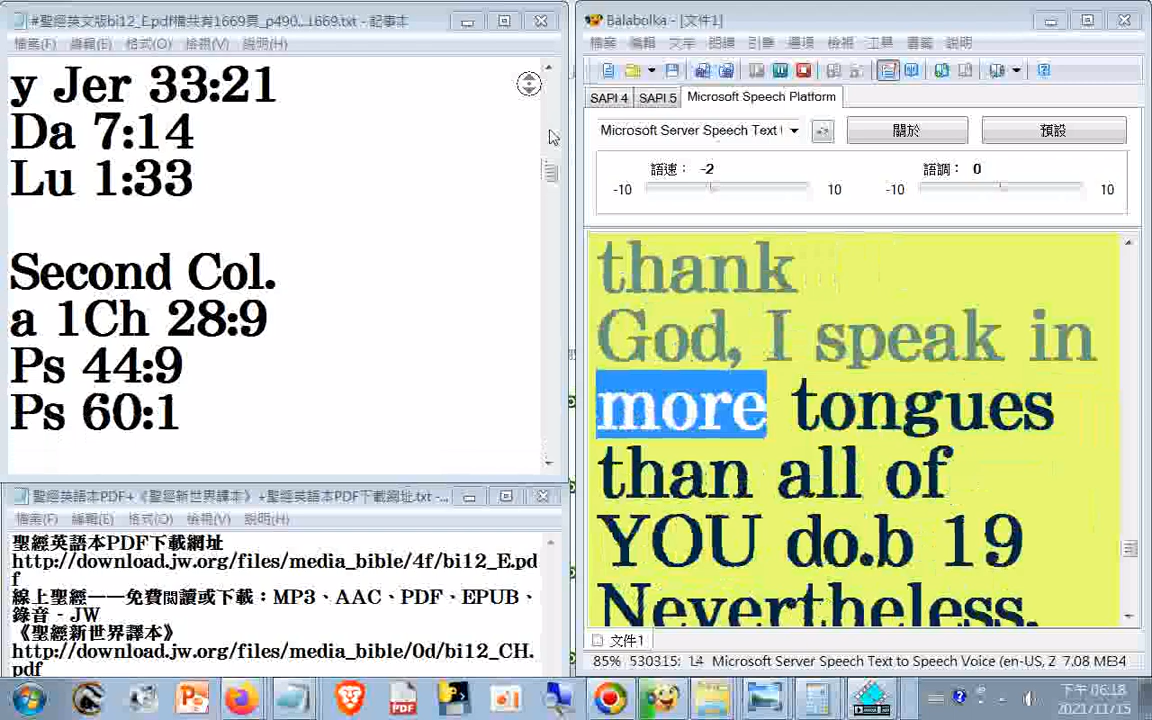 #聖經英文版bi12_E.pdf檔共有1669頁_p490...1669.txt - 記事本
檔案(F) 編輯(E) 格式(O) 檢視(V) 說明(H)
y Jer 33:21
Da 7:14
Lu 1:33
Second Col.
a 1Ch 28:9
Ps 44:9
Ps 60:1
聖經英語本PDF+《聖經新世界譯本》+聖經英語本PDF下載網址.txt -...
檔案(F) 編輯(E) 格式(O) 檢視(V) 說明(H)
聖經英語本PDF下載網址
http://download.jw.org/files/media_bible/4f/bi12_E.pd
f
線上聖經——免費閱讀或下載：MP3、AAC、PDF、EPUB、
錄音 - JW
《聖經新世界譯本》
http://download.jw.org/files/media_bible/0d/bi12_CH.
pdf
Balabolka - [文件1]
檔案 編輯 文字 朗讀 引擎 選項 檢視 工具 書籤 說明
SAPI 4 SAPI 5 Microsoft Speech Platform
Microsoft Server Speech Text
關於 預設
語速： -2 語調： 0
-10 10 -10 10
thank
God, I speak in
more tongues
than all of
YOU do.b 19
Nevertheless,
文件1
85% 530315: 14 Microsoft Server Speech Text to Speech Voice (en-US, Z 7.08 ME34
下午 06:18
2021/11/15